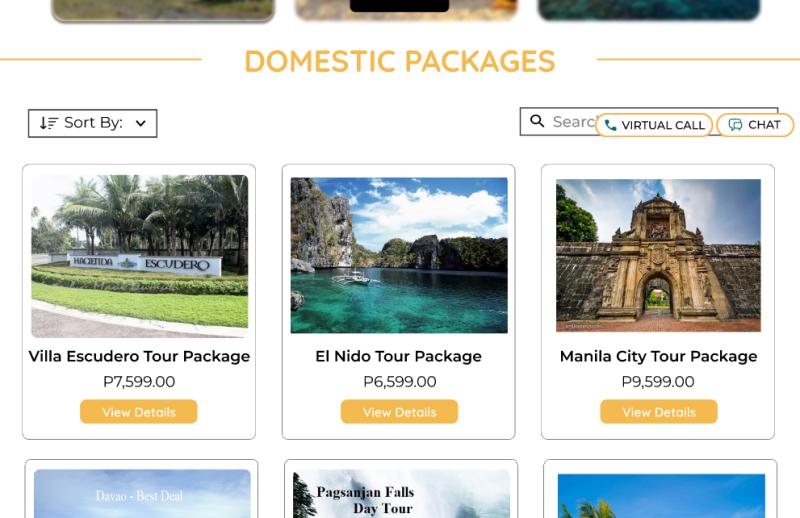 DOMESTIC PACKAGES
Sort By:
VIRTUAL CALL
CHAT
HACIENDA ESCUDERO
Villa Escudero Tour Package
P7,599.00
View Details
El Nido Tour Package
P6,599.00
View Details
Manila City Tour Package
P9,599.00
View Details
Davao - Best Deal
Pagsanjan Falls
Day Tour